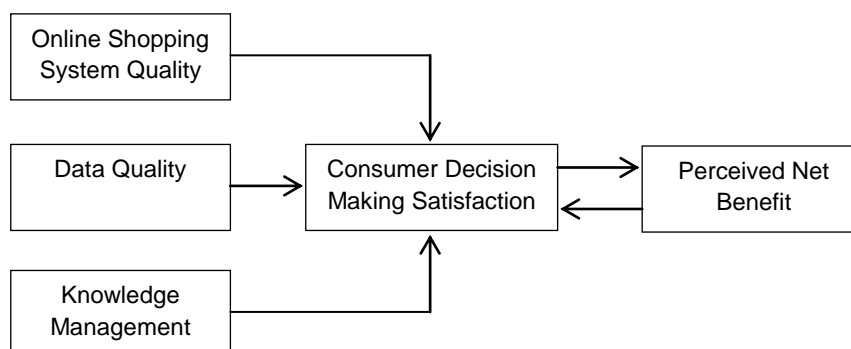 Online Shopping
System Quality
Data Quality
Consumer Decision
Making Satisfaction
Perceived Net
Benefit
Knowledge
Management